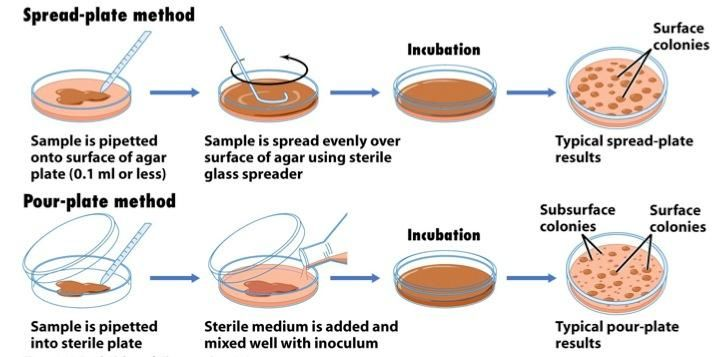 Spread-plate method
Surface
colonies
Incubation
Sample is pipetted
onto surface of agar
plate (0.1 ml or less)
Sample is spread evenly over
surface of agar using sterile
glass spreader
Typical spread-plate
results
Pour-plate method
Subsurface
colonies
Surface
colonies
Incubation
Sample is pipetted
into sterile plate
Sterile medium is added and
mixed well with inoculum
Typical pour-plate
results